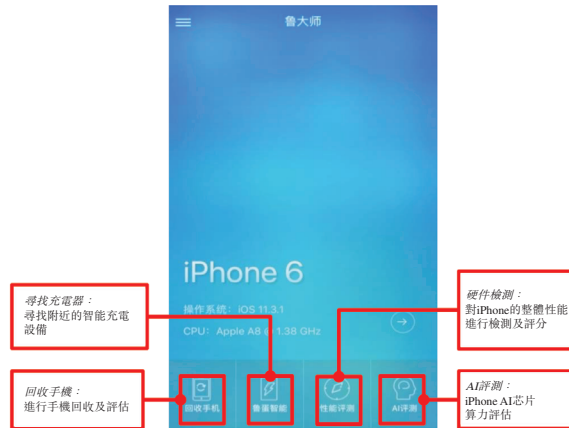 鲁大师
iPhone 6
操作系统：iOS 11.3.1
CPU：Apple A8 @ 1.38 GHz
回收手机
鲁蛋智能
性能评测
AI评测
尋找充電器：
尋找附近的智能充電
設備
回收手機：
進行手機回收及評估
硬件檢測：
對iPhone的整體性能
進行檢測及評分
AI評測：
iPhone AI芯片
算力評估